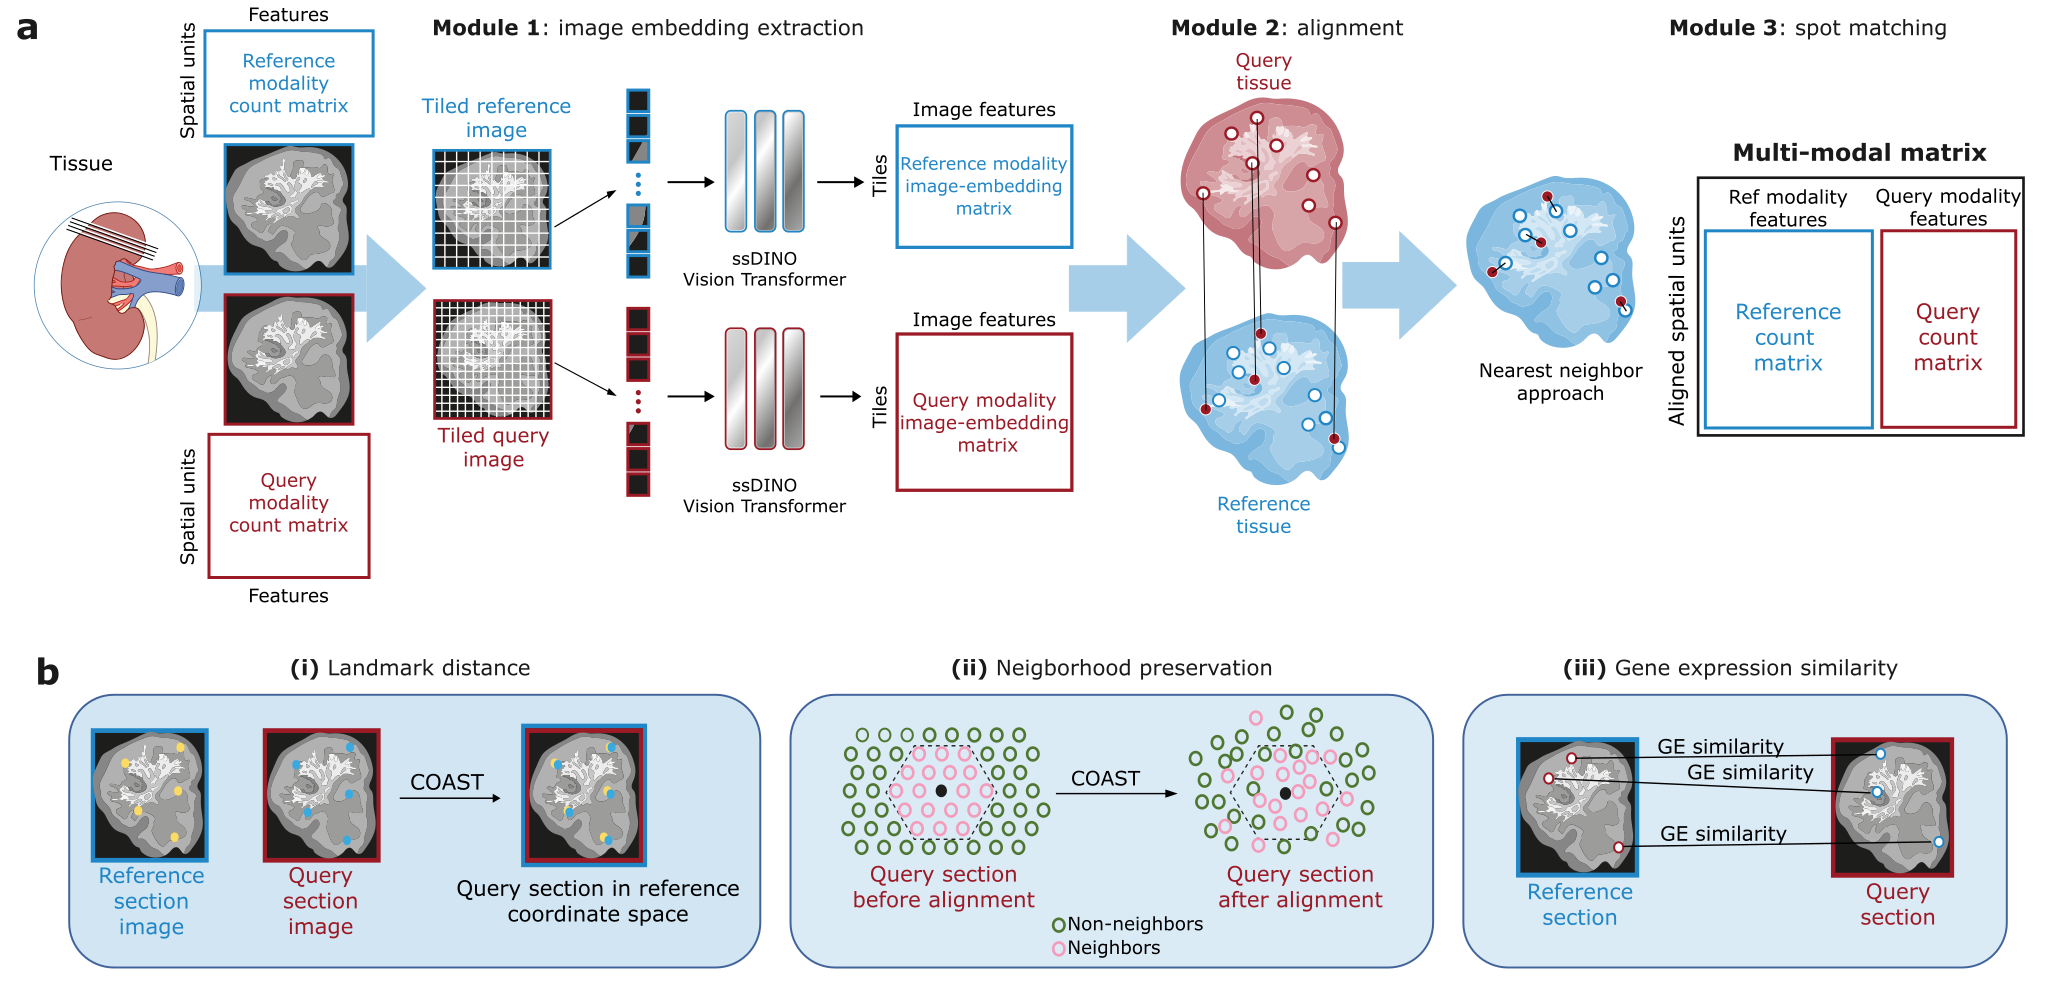 a
Features
Spatial units
Reference
modality
count matrix
Tissue
Query
modality
count matrix
Spatial units
Features
Module 1: image embedding extraction
Tiled reference
image
Tiled query
image
ssDINO
Vision Transformer
ssDINO
Vision Transformer
Image features
Tiles
Reference modality
image-embedding
matrix
Image features
Tiles
Query modality
image-embedding
matrix
Module 2: alignment
Query
tissue
Reference
tissue
Module 3: spot matching
Nearest neighbor
approach
Multi-modal matrix
Aligned spatial units
Ref modality
features
Query modality
features
Reference
count
matrix
Query
count
matrix
b
(i) Landmark distance
Reference
section
image
Query
section
image
COAST
Query section in reference
coordinate space
(ii) Neigborhood preservation
COAST
Query section
before alignment
Query section
after alignment
Non-neighbors
Neighbors
(iii) Gene expression similarity
GE similarity
GE similarity
GE similarity
Reference
section
Query
section